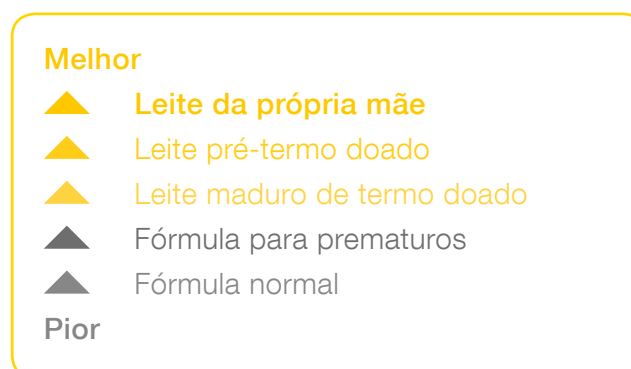 Melhor
Leite da própria mãe
Leite pré-termo doado
Leite maduro de termo doado
Fórmula para prematuros
Fórmula normal
Pior